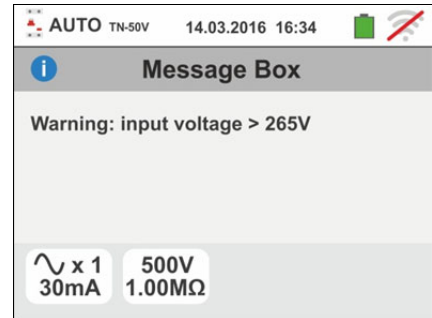 AUTO TN-50V 14.03.2016 16:34
i Message Box
Warning: input voltage > 265V
x 1 500V
30mA 1.00MΩ